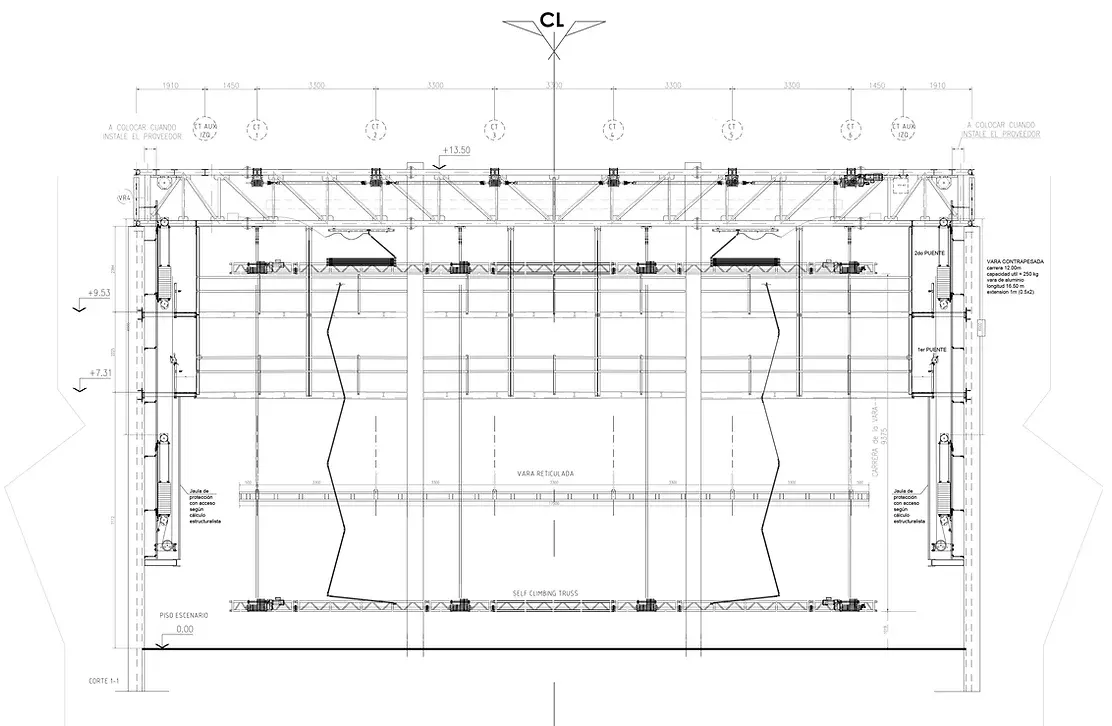 CL
1910 1450 3300 3300 3300 3300 3300 1450 1910
A COLOCAR CUANDO
INSTALE EL PROVEEDOR
CT AUX
IZQ
CT
1
CT
2
CT
3
CT
4
CT
5
CT
6
CT AUX
IZQ
A COLOCAR CUANDO
INSTALE EL PROVEEDOR
+13.50
VR4
2do PUENTE
VARA CONTRAPESADA
carrera 12.00m
capacidad util = 250 kg
vara de aluminio
longitud 16.50 m
extensión 1m (0.5x2)
+9.53
1er PUENTE
+7.31
CARRERA de la VARA
9375
VARA RETICULADA
3300 3300 3300
Jaula de
protección
con acceso
según
cálculo
estructuralista
Jaula de
protección
con acceso
según
cálculo
estructuralista
SELF CLIMBING TRUSS
PISO ESCENARIO
0,00
CORTE 1-1